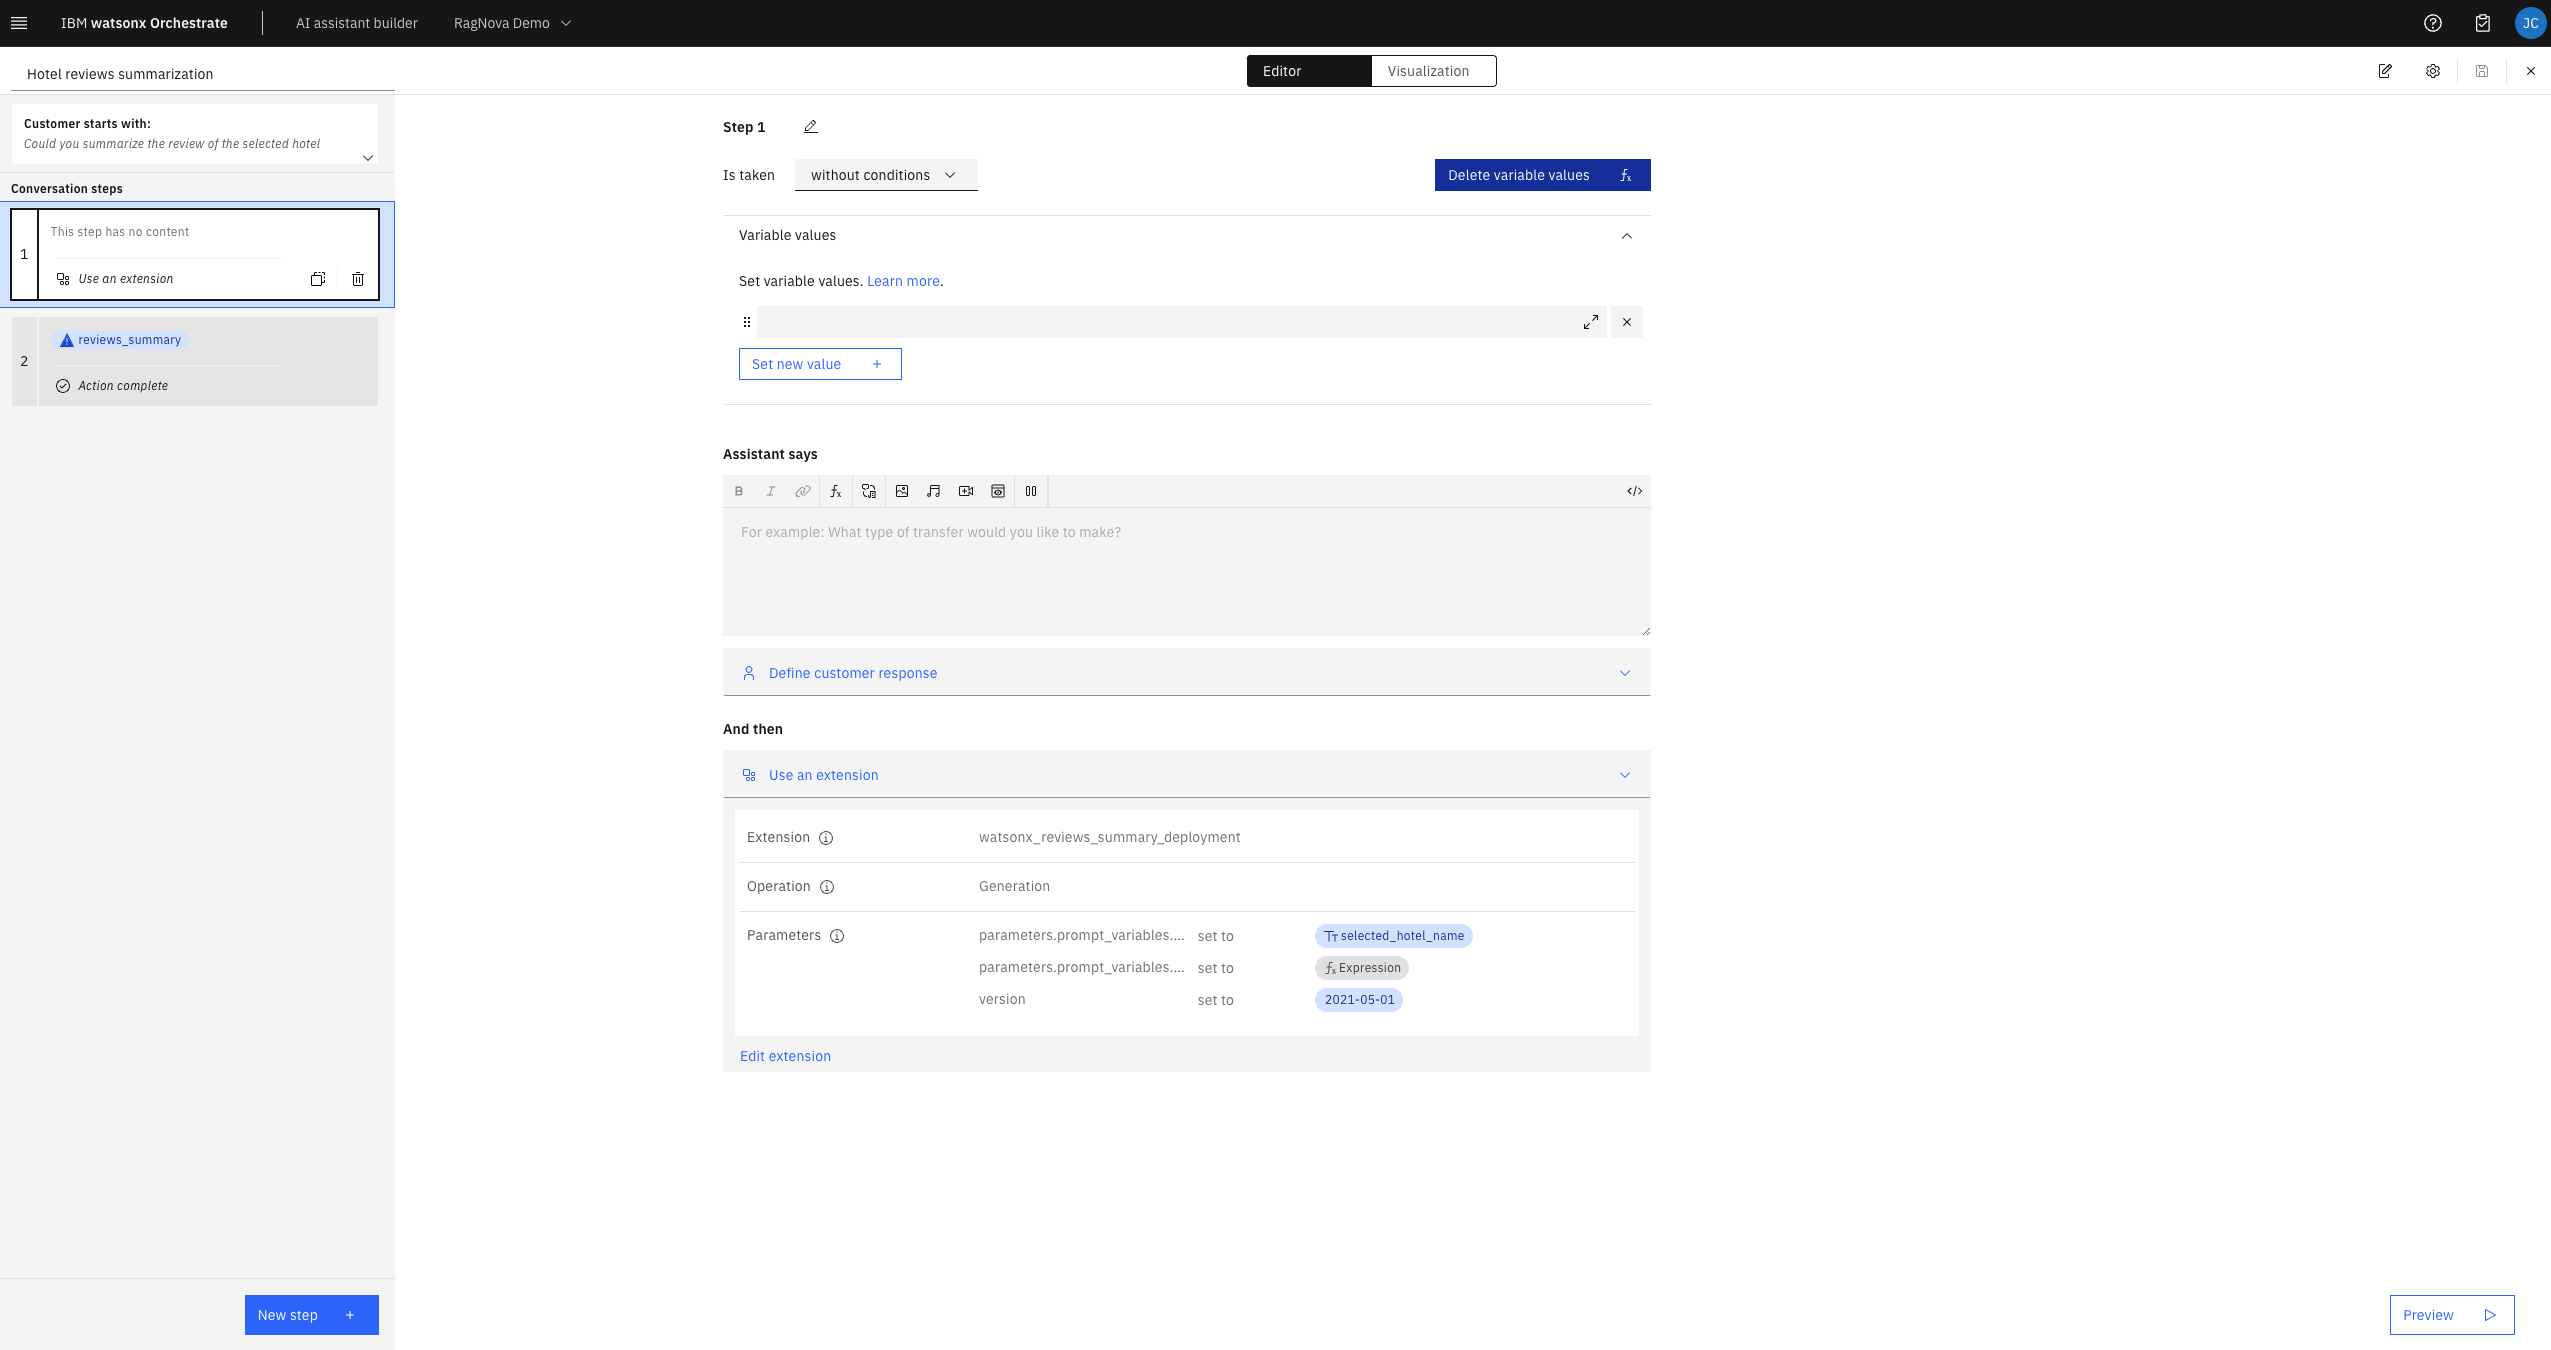 IBM watsonx Orchestrate
AI assistant builder
RagNova Demo
JC
Hotel reviews summarization
Editor
Visualization
Customer starts with:
Could you summarize the review of the selected hotel
Conversation steps
1
This step has no content
Use an extension
2
reviews_summary
Action complete
New step +
Step 1
Is taken
without conditions
Delete variable values fx
Variable values
Set variable values. Learn more.
Set new value +
Assistant says
B I fx </>
For example: What type of transfer would you like to make?
Define customer response
And then
Use an extension
Extension
watsonx_reviews_summary_deployment
Operation
Generation
Parameters
parameters.prompt_variables.... set to Tт selected_hotel_name
parameters.prompt_variables.... set to fx Expression
version set to 2021-05-01
Edit extension
Preview